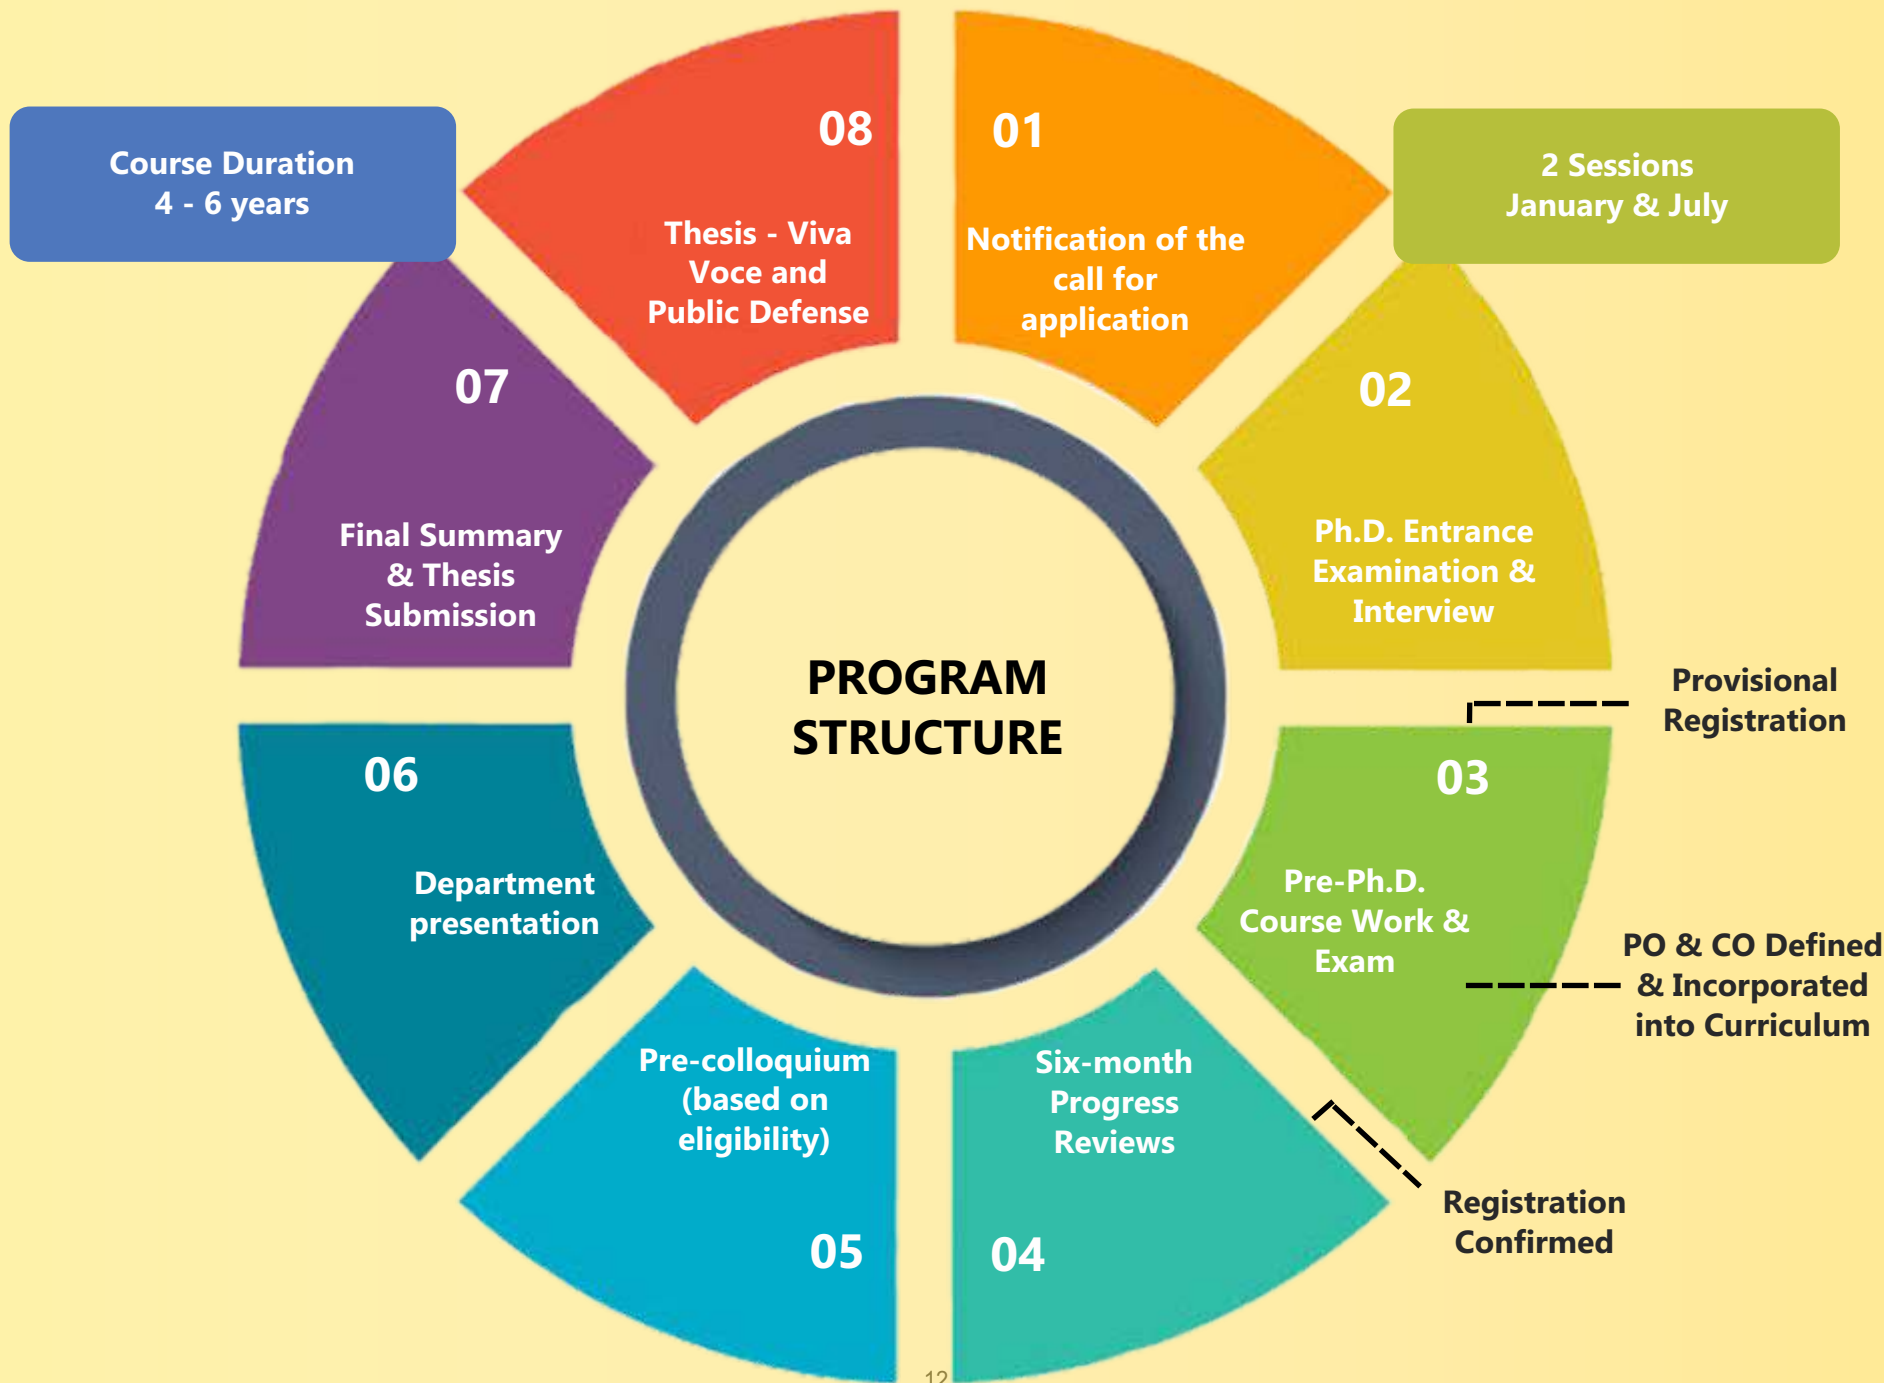 Course Duration
4 - 6 years
2 Sessions
January & July
01
Notification of the
call for
application
02
Ph.D. Entrance
Examination &
Interview
Provisional
Registration
03
Pre-Ph.D.
Course Work &
Exam
PO & CO Defined
& Incorporated
into Curriculum
Registration
Confirmed
Six-month
Progress
Reviews
04
Pre-colloquium
(based on
eligibility)
05
06
Department
presentation
07
Final Summary
& Thesis
Submission
08
Thesis - Viva
Voce and
Public Defense
PROGRAM
STRUCTURE
12